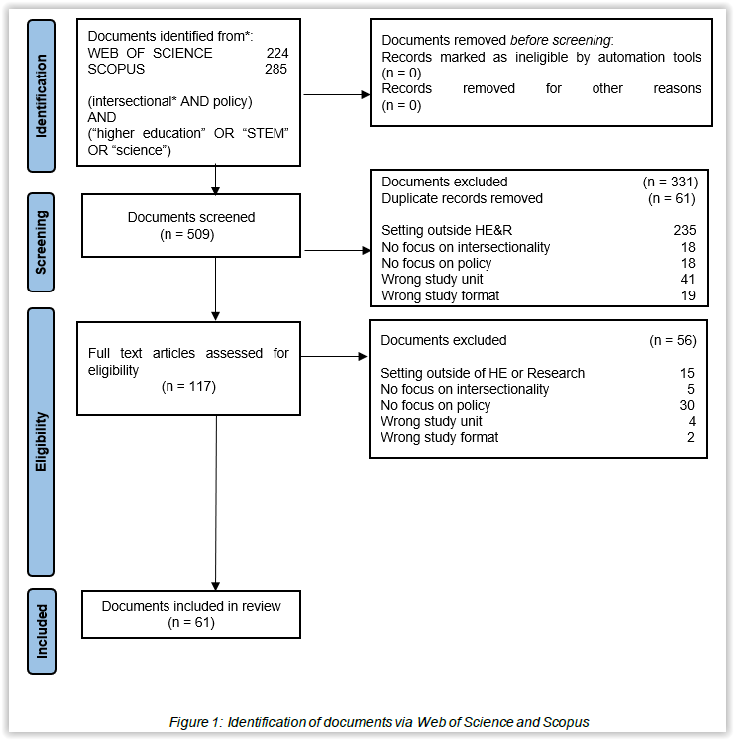 Identification
Documents identified from*:
WEB OF SCIENCE 224
SCOPUS 285
(intersectional* AND policy)
AND
(“higher education” OR “STEM”
OR “science”)
Documents removed before screening:
Records marked as ineligible by automation tools
(n = 0)
Records removed for other reasons
(n = 0)
Screening
Documents screened
(n = 509)
Documents excluded (n = 331)
Duplicate records removed (n = 61)
Setting outside HE&R 235
No focus on intersectionality 18
No focus on policy 18
Wrong study unit 41
Wrong study format 19
Eligibility
Full text articles assessed for
eligibility
(n = 117)
Documents excluded (n = 56)
Setting outside of HE or Research 15
No focus on intersectionality 5
No focus on policy 30
Wrong study unit 4
Wrong study format 2
Included
Documents included in review
(n = 61)
Figure 1: Identification of documents via Web of Science and Scopus